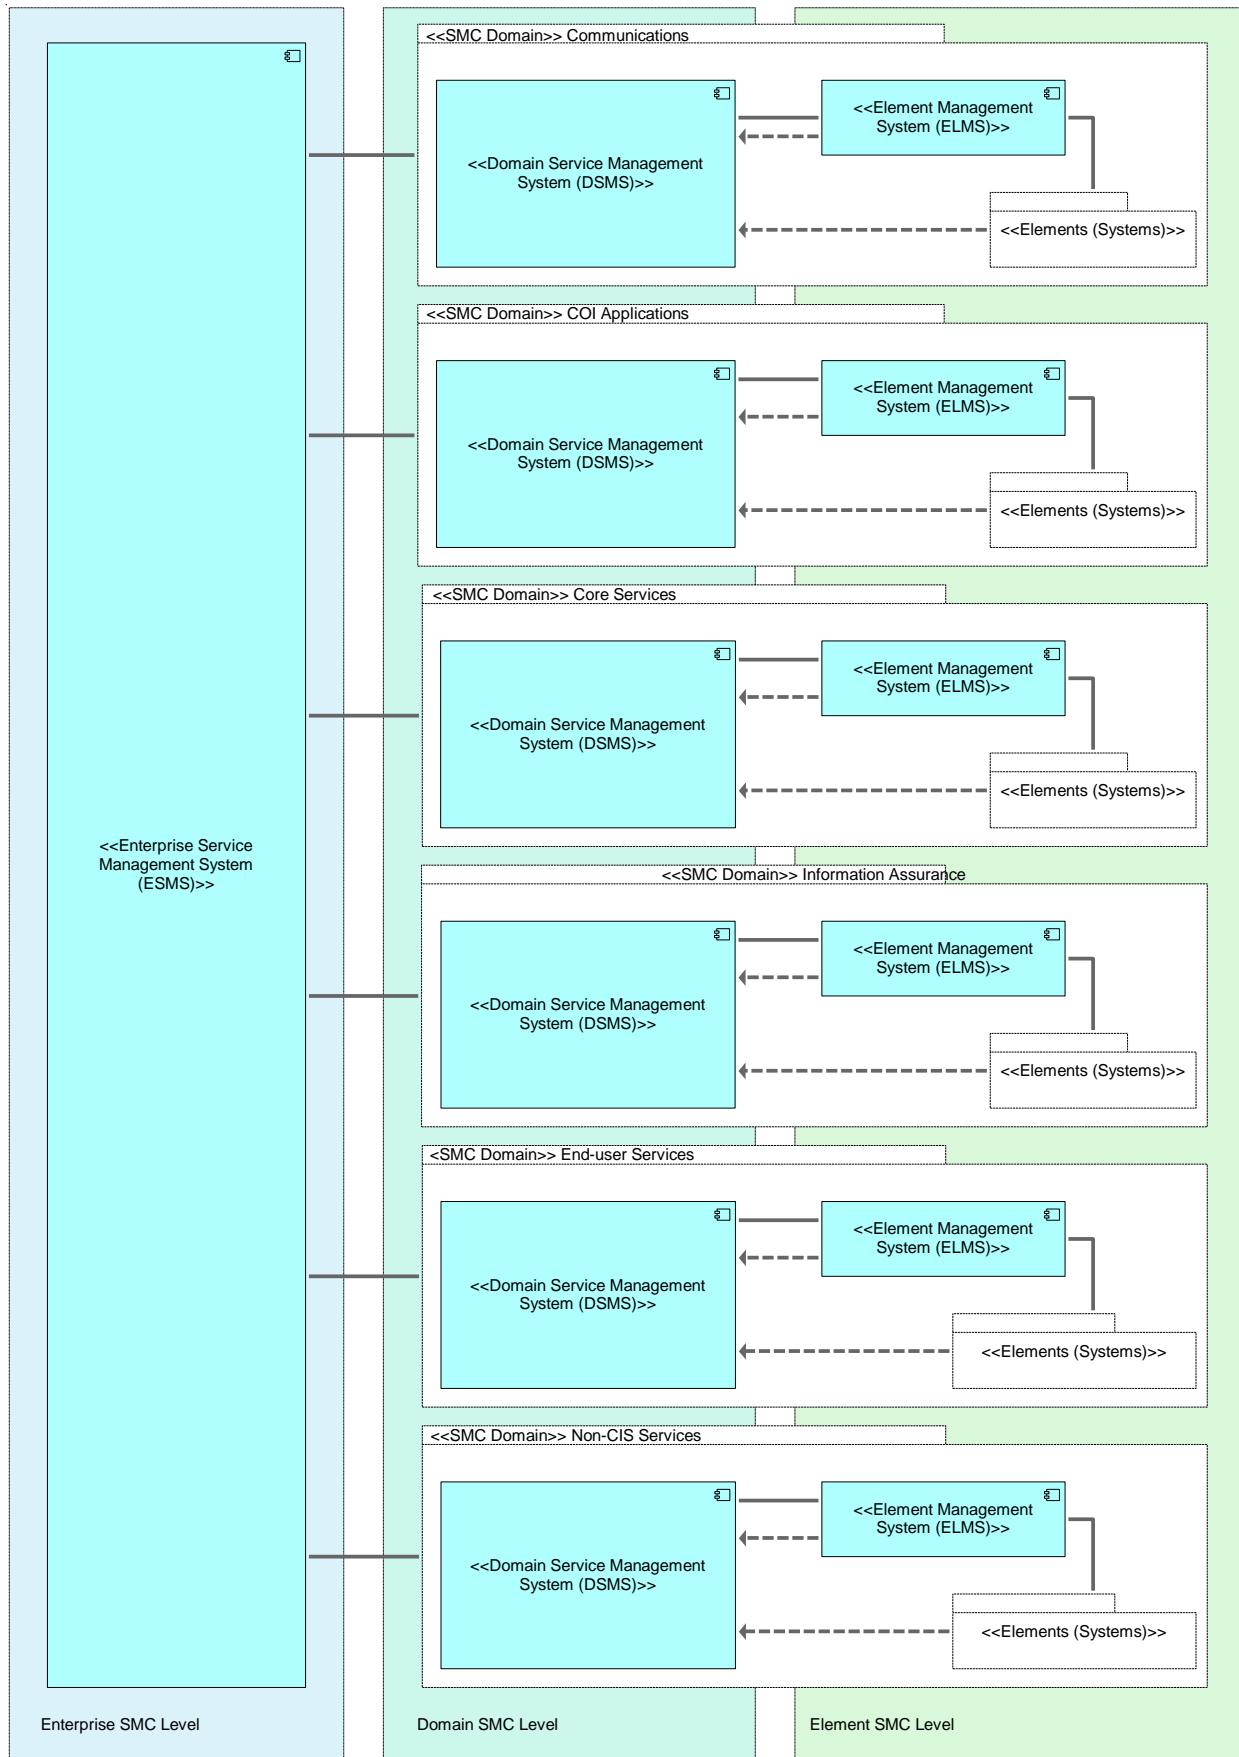 <<SMC Domain>> Communications
<<Domain Service Management
System (DSMS)>>
<<Element Management
System (ELMS)>>
<<Elements (Systems)>>
<<SMC Domain>> COI Applications
<<Domain Service Management
System (DSMS)>>
<<Element Management
System (ELMS)>>
<<Elements (Systems)>>
<<SMC Domain>> Core Services
<<Domain Service Management
System (DSMS)>>
<<Element Management
System (ELMS)>>
<<Elements (Systems)>>
<<Enterprise Service
Management System
(ESMS)>>
<<SMC Domain>> Information Assurance
<<Domain Service Management
System (DSMS)>>
<<Element Management
System (ELMS)>>
<<Elements (Systems)>>
<SMC Domain>> End-user Services
<<Domain Service Management
System (DSMS)>>
<<Element Management
System (ELMS)>>
<<Elements (Systems)>>
<<SMC Domain>> Non-CIS Services
<<Domain Service Management
System (DSMS)>>
<<Element Management
System (ELMS)>>
<<Elements (Systems)>>
Enterprise SMC Level
Domain SMC Level
Element SMC Level